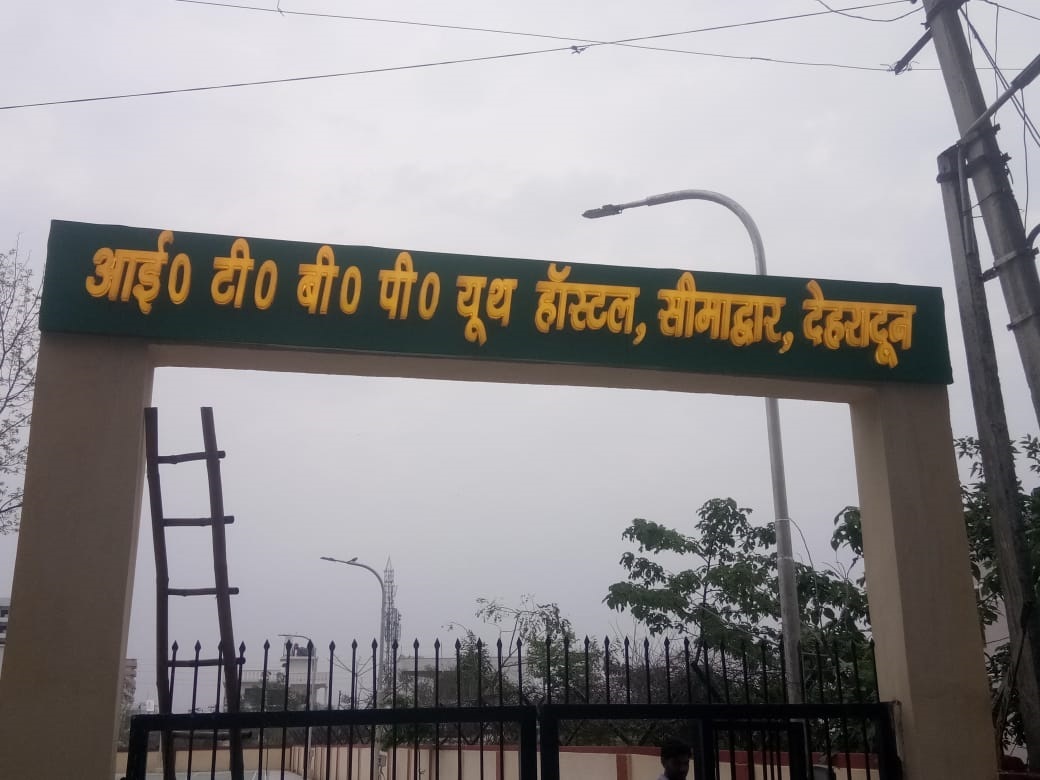 आई० टी० बी० पी० यूथ हॉस्टल, सीमाद्वार, देहरादून